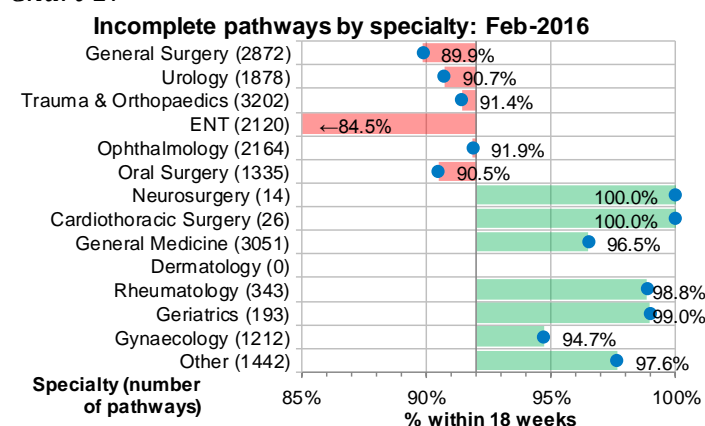 Incomplete pathways by specialty: Feb-2016
General Surgery (2872) 89.9%
Urology (1878) 90.7%
Trauma & Orthopaedics (3202) 91.4%
ENT (2120) ←84.5%
Ophthalmology (2164) 91.9%
Oral Surgery (1335) 90.5%
Neurosurgery (14) 100.0%
Cardiothoracic Surgery (26) 100.0%
General Medicine (3051) 96.5%
Dermatology (0)
Rheumatology (343) 98.8%
Geriatrics (193) 99.0%
Gynaecology (1212) 94.7%
Other (1442) 97.6%
Specialty (number of pathways)
85% 90% 95% 100%
% within 18 weeks